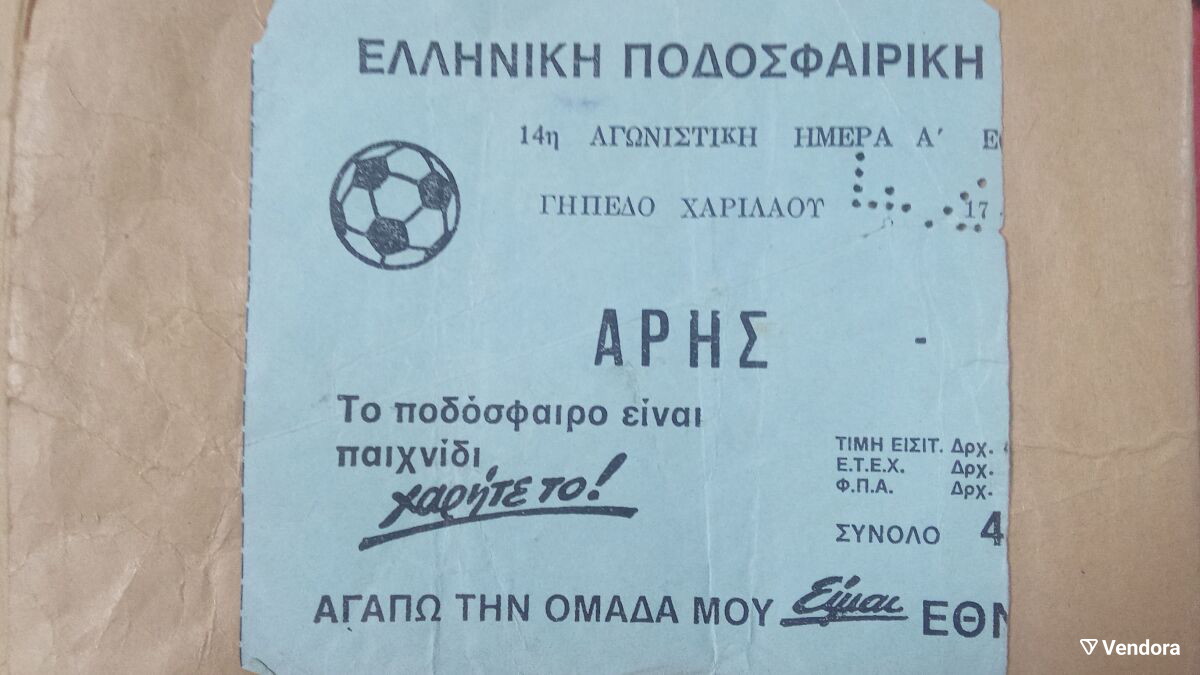 ΕΛΛΗΝΙΚΗ ΠΟΔΟΣΦΑΙΡΙΚΗ
14η ΑΓΩΝΙΣΤΙΚΗ ΗΜΕΡΑ Α΄
ΓΗΠΕΔΟ ΧΑΡΙΛΑΟΥ 17
ΑΡΗΣ -
Το ποδόσφαιρο είναι
παιχνίδι,
χαρήτε το!
ΤΙΜΗ ΕΙΣΙΤ. Δρχ.
Ε.Τ.Ε.Χ. Δρχ.
Φ.Π.Α. Δρχ.
ΣΥΝΟΛΟ 4
ΑΓΑΠΩ ΤΗΝ ΟΜΑΔΑ ΜΟΥ Είμαι ΕΘΝ
Vendora